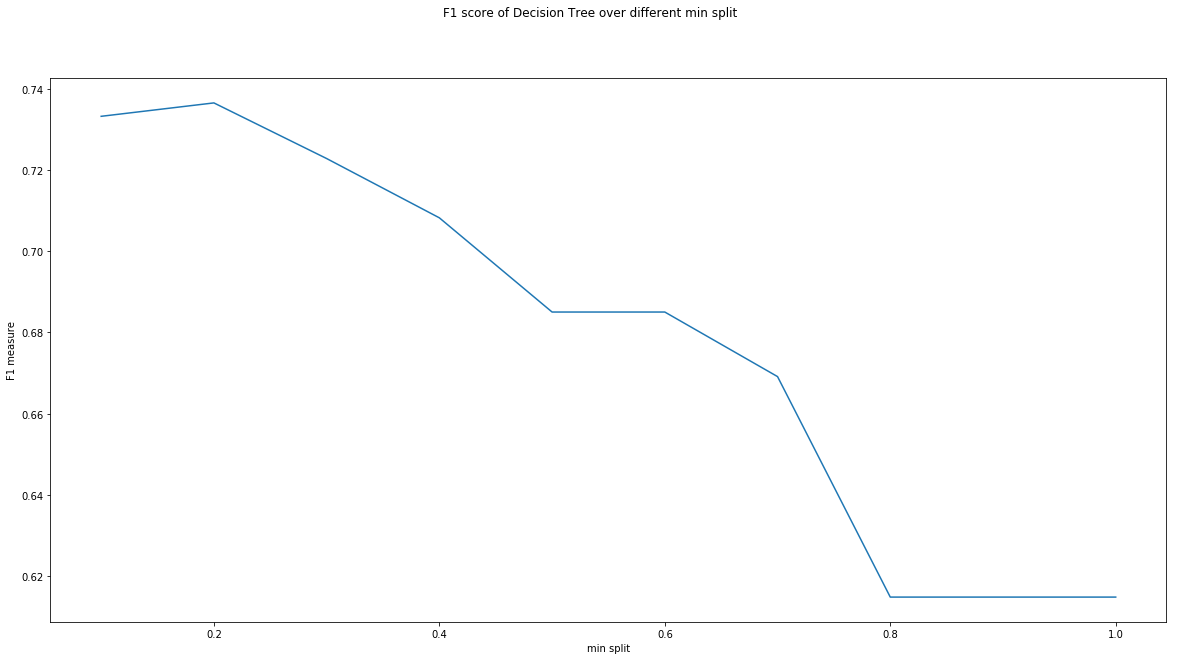 F1 score of Decision Tree over different min split
0.74
0.72
0.70
0.68
0.66
0.64
0.62
F1 measure
0.2 0.4 0.6 0.8 1.0
min split